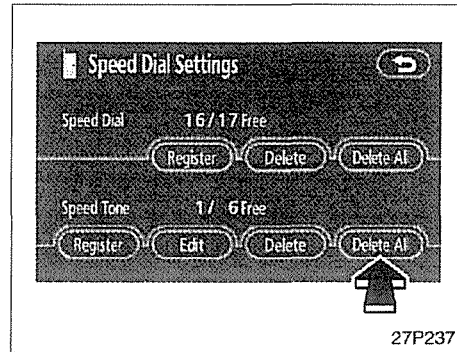 Speed Dial Settings
Speed Dial 16/17 Free
Register Delete Delete All
Speed Tone 1/ 6 Free
Register Edit Delete Delete All
27P237